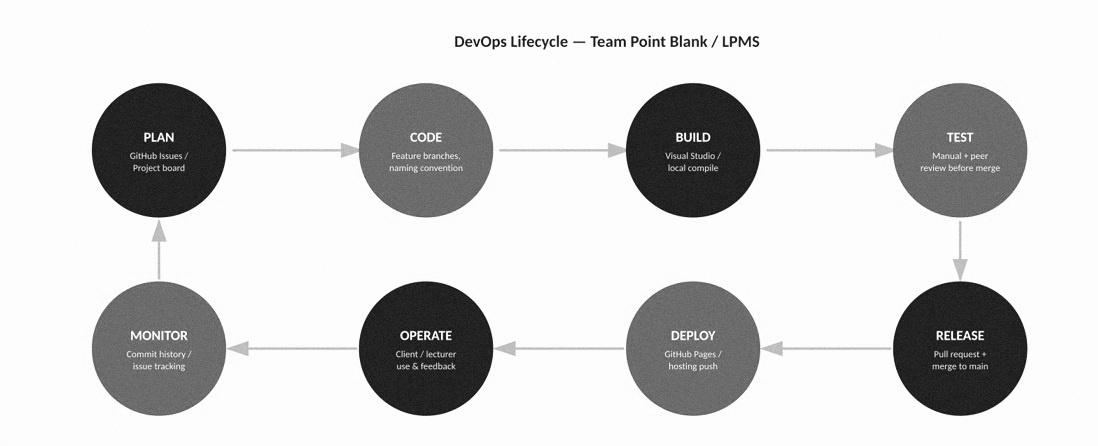 DevOps Lifecycle — Team Point Blank / LPMS
PLAN
GitHub Issues /
Project board
CODE
Feature branches,
naming convention
BUILD
Visual Studio /
local compile
TEST
Manual + peer
review before merge
MONITOR
Commit history /
issue tracking
OPERATE
Client / lecturer
use & feedback
DEPLOY
GitHub Pages /
hosting push
RELEASE
Pull request +
merge to main